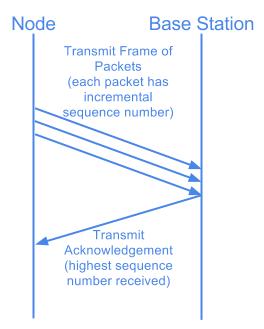 Node
Base Station
Transmit Frame of
Packets
(each packet has
incremental
sequence number)
Transmit
Acknowledgement
(highest sequence
number received)